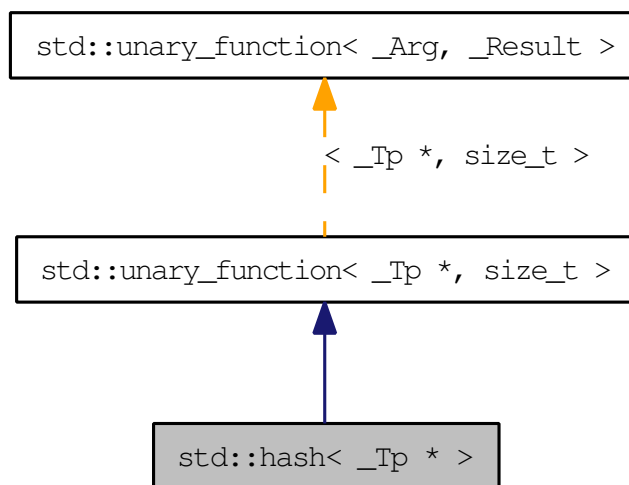 std::unary_function< _Arg, _Result >
< _Tp *, size_t >
std::unary_function< _Tp *, size_t >
std::hash< _Tp * >